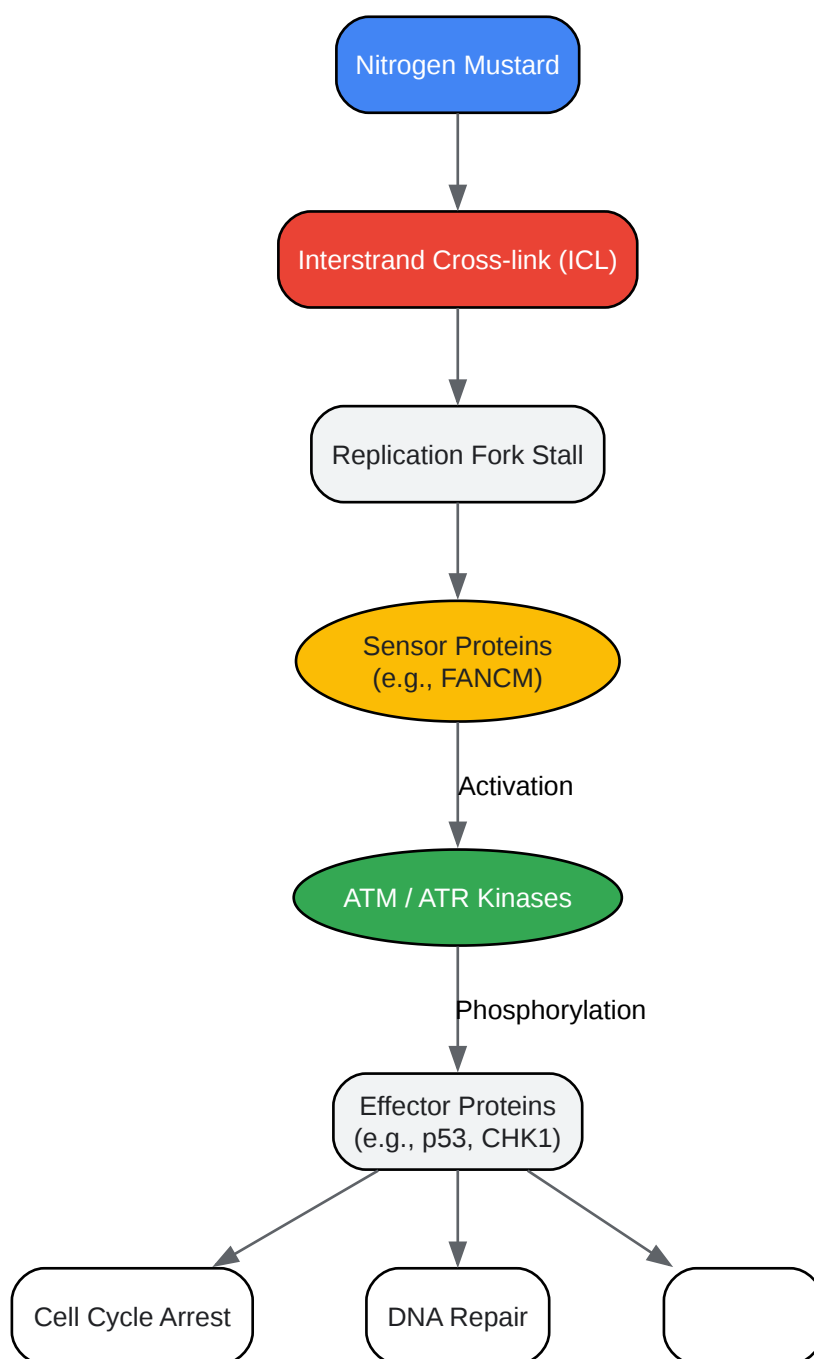 Nitrogen Mustard
Interstrand Cross-link (ICL)
Replication Fork Stall
Sensor Proteins
(e.g., FANCM)
Activation
ATM / ATR Kinases
Phosphorylation
Effector Proteins
(e.g., p53, CHK1)
Cell Cycle Arrest
DNA Repair